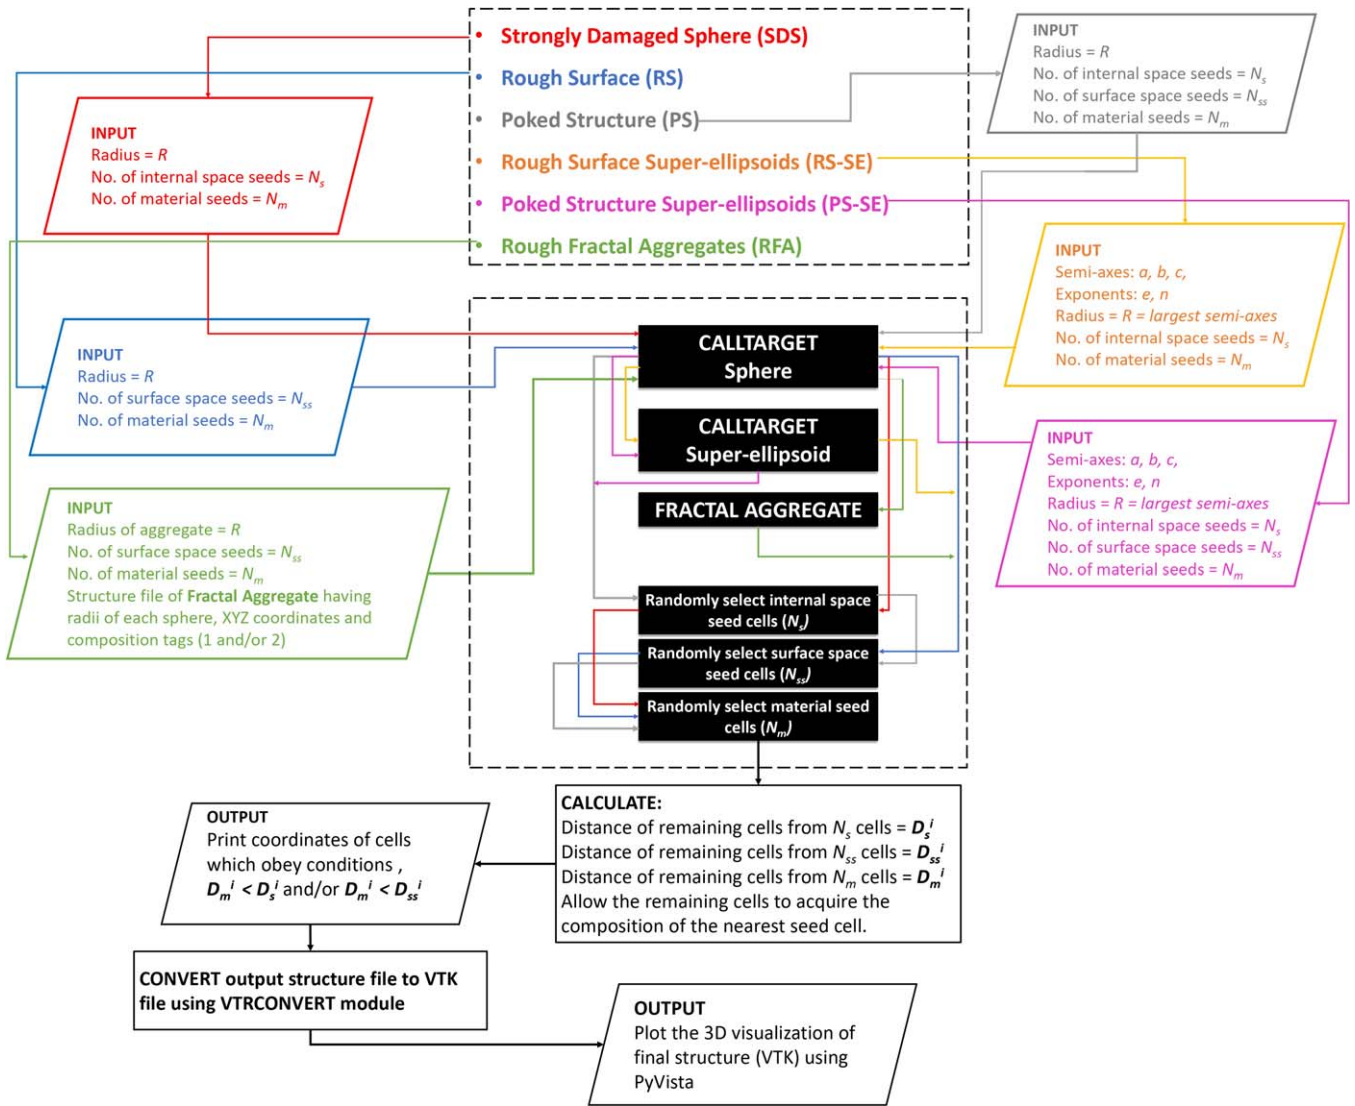 • Strongly Damaged Sphere (SDS)
• Rough Surface (RS)
• Poked Structure (PS)
• Rough Surface Super-ellipsoids (RS-SE)
• Poked Structure Super-ellipsoids (PS-SE)
• Rough Fractal Aggregates (RFA)
INPUT
Radius = R
No. of internal space seeds = Ns
No. of material seeds = Nm
INPUT
Radius = R
No. of surface space seeds = Nss
No. of material seeds = Nm
INPUT
Radius of aggregate = R
No. of surface space seeds = Nss
No. of material seeds = Nm
Structure file of Fractal Aggregate having
radii of each sphere, XYZ coordinates and
composition tags (1 and/or 2)
INPUT
Radius = R
No. of internal space seeds = Ns
No. of surface space seeds = Nss
No. of material seeds = Nm
INPUT
Semi-axes: a, b, c,
Exponents: e, n
Radius = R = largest semi-axes
No. of internal space seeds = Ns
No. of material seeds = Nm
INPUT
Semi-axes: a, b, c,
Exponents: e, n
Radius = R = largest semi-axes
No. of internal space seeds = Ns
No. of surface space seeds = Nss
No. of material seeds = Nm
CALLTARGET
Sphere
CALLTARGET
Super-ellipsoid
FRACTAL AGGREGATE
Randomly select internal space
seed cells (Ns)
Randomly select surface space
seed cells (Nss)
Randomly select material seed
cells (Nm)
CALCULATE:
Distance of remaining cells from Ns cells = Ds^i
Distance of remaining cells from Nss cells = Dss^i
Distance of remaining cells from Nm cells = Dm^i
Allow the remaining cells to acquire the
composition of the nearest seed cell.
OUTPUT
Print coordinates of cells
which obey conditions ,
Dm^i < Ds^i and/or Dm^i < Dss^i
CONVERT output structure file to VTK
file using VTRCONVERT module
OUTPUT
Plot the 3D visualization of
final structure (VTK) using
PyVista